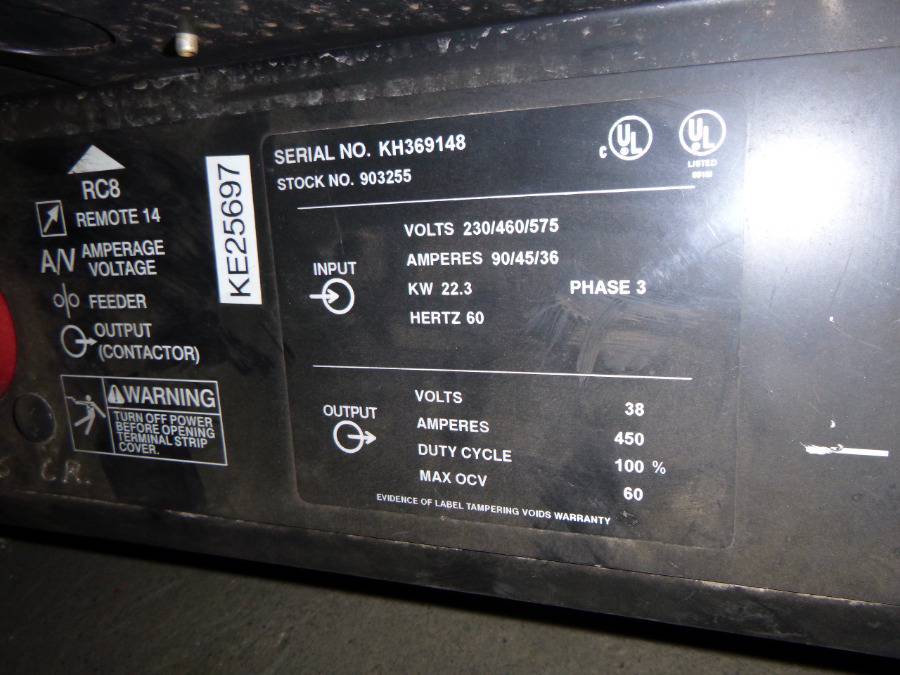 RC8
REMOTE 14
A/V AMPERAGE
VOLTAGE
FEEDER
OUTPUT
(CONTACTOR)
WARNING
TURN OFF POWER
BEFORE OPENING
TERMINAL STRIP
COVER.
C.R.
KE25697
SERIAL NO. KH369148
STOCK NO. 903255
c UL
UL
LISTED
INPUT
VOLTS 230/460/575
AMPERES 90/45/36
KW 22.3 PHASE 3
HERTZ 60
OUTPUT
VOLTS 38
AMPERES 450
DUTY CYCLE 100 %
MAX OCV 60
EVIDENCE OF LABEL TAMPERING VOIDS WARRANTY